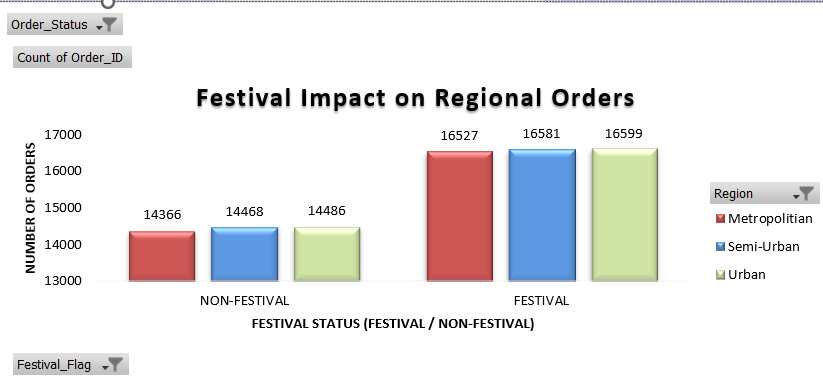 Order_Status
Count of Order_ID
Festival Impact on Regional Orders
NUMBER OF ORDERS
17000
16000
15000
14000
13000
14366
14468
14486
16527
16581
16599
NON-FESTIVAL
FESTIVAL
FESTIVAL STATUS (FESTIVAL / NON-FESTIVAL)
Region
Metropolitian
Semi-Urban
Urban
Festival_Flag